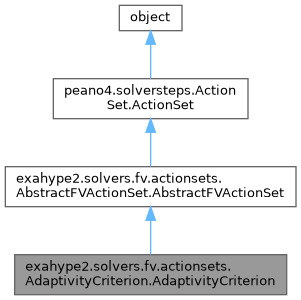 object
peano4.solversteps.Action
Set.ActionSet
exahype2.solvers.fv.actionsets.
AbstractFVActionSet.AbstractFVActionSet
exahype2.solvers.fv.actionsets.
AdaptivityCriterion.AdaptivityCriterion